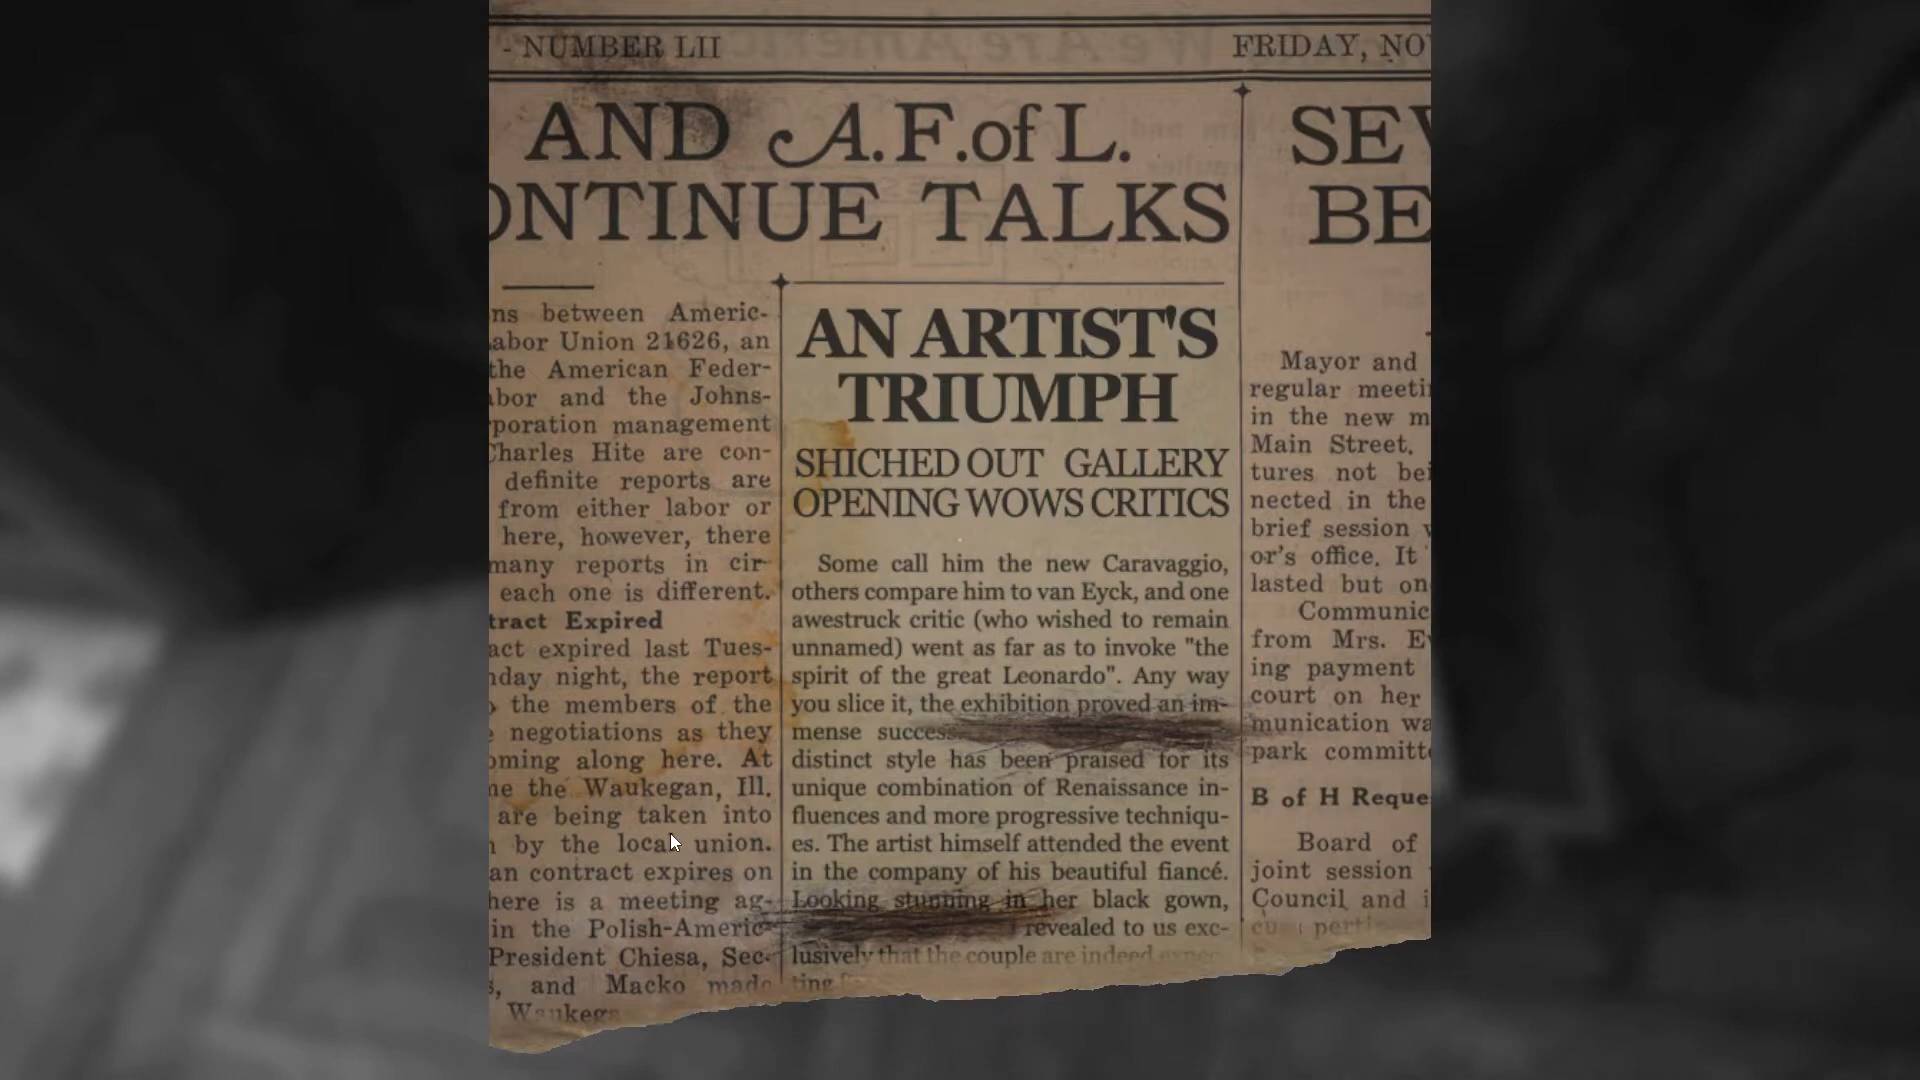 - NUMBER LII
FRIDAY, NO
AND A.F.of L.
ONTINUE TALKS
ns between Americ-
abor Union 21626, an
the American Feder-
abor and the Johns-
rporation management
Charles Hite are con-
definite reports are
from either labor or
here, however, there
many reports in cir-
each one is different.
tract Expired
act expired last Tues-
nday night, the report
the members of the
negotiations as they
oming along here. At
ne the Waukegan, Ill.
are being taken into
by the local union.
an contract expires on
here is a meeting ag-
in the Polish-Americ-
President Chiesa, Sec-
s, and Macko made
Waukega
AN ARTIST'S
TRIUMPH
SHICHED OUT GALLERY
OPENING WOWS CRITICS
Some call him the new Caravaggio,
others compare him to van Eyck, and one
awestruck critic (who wished to remain
unnamed) went as far as to invoke "the
spirit of the great Leonardo". Any way
you slice it, the exhibition proved an im-
mense success
distinct style has been praised for its
unique combination of Renaissance in-
fluences and more progressive techniqu-
es. The artist himself attended the event
in the company of his beautiful fiancé.
Looking stunning in her black gown,
revealed to us exc-
lusively that the couple are indeed expec-
ting
SEV
BE
Mayor and
regular meeti
in the new m
Main Street.
tures not bei
nected in the
brief session w
or's office. It
lasted but on
Communic
from Mrs. Ev
ing payment
court on her
munication wa
park committe
B of H Reque
Board of
joint session
Council and i